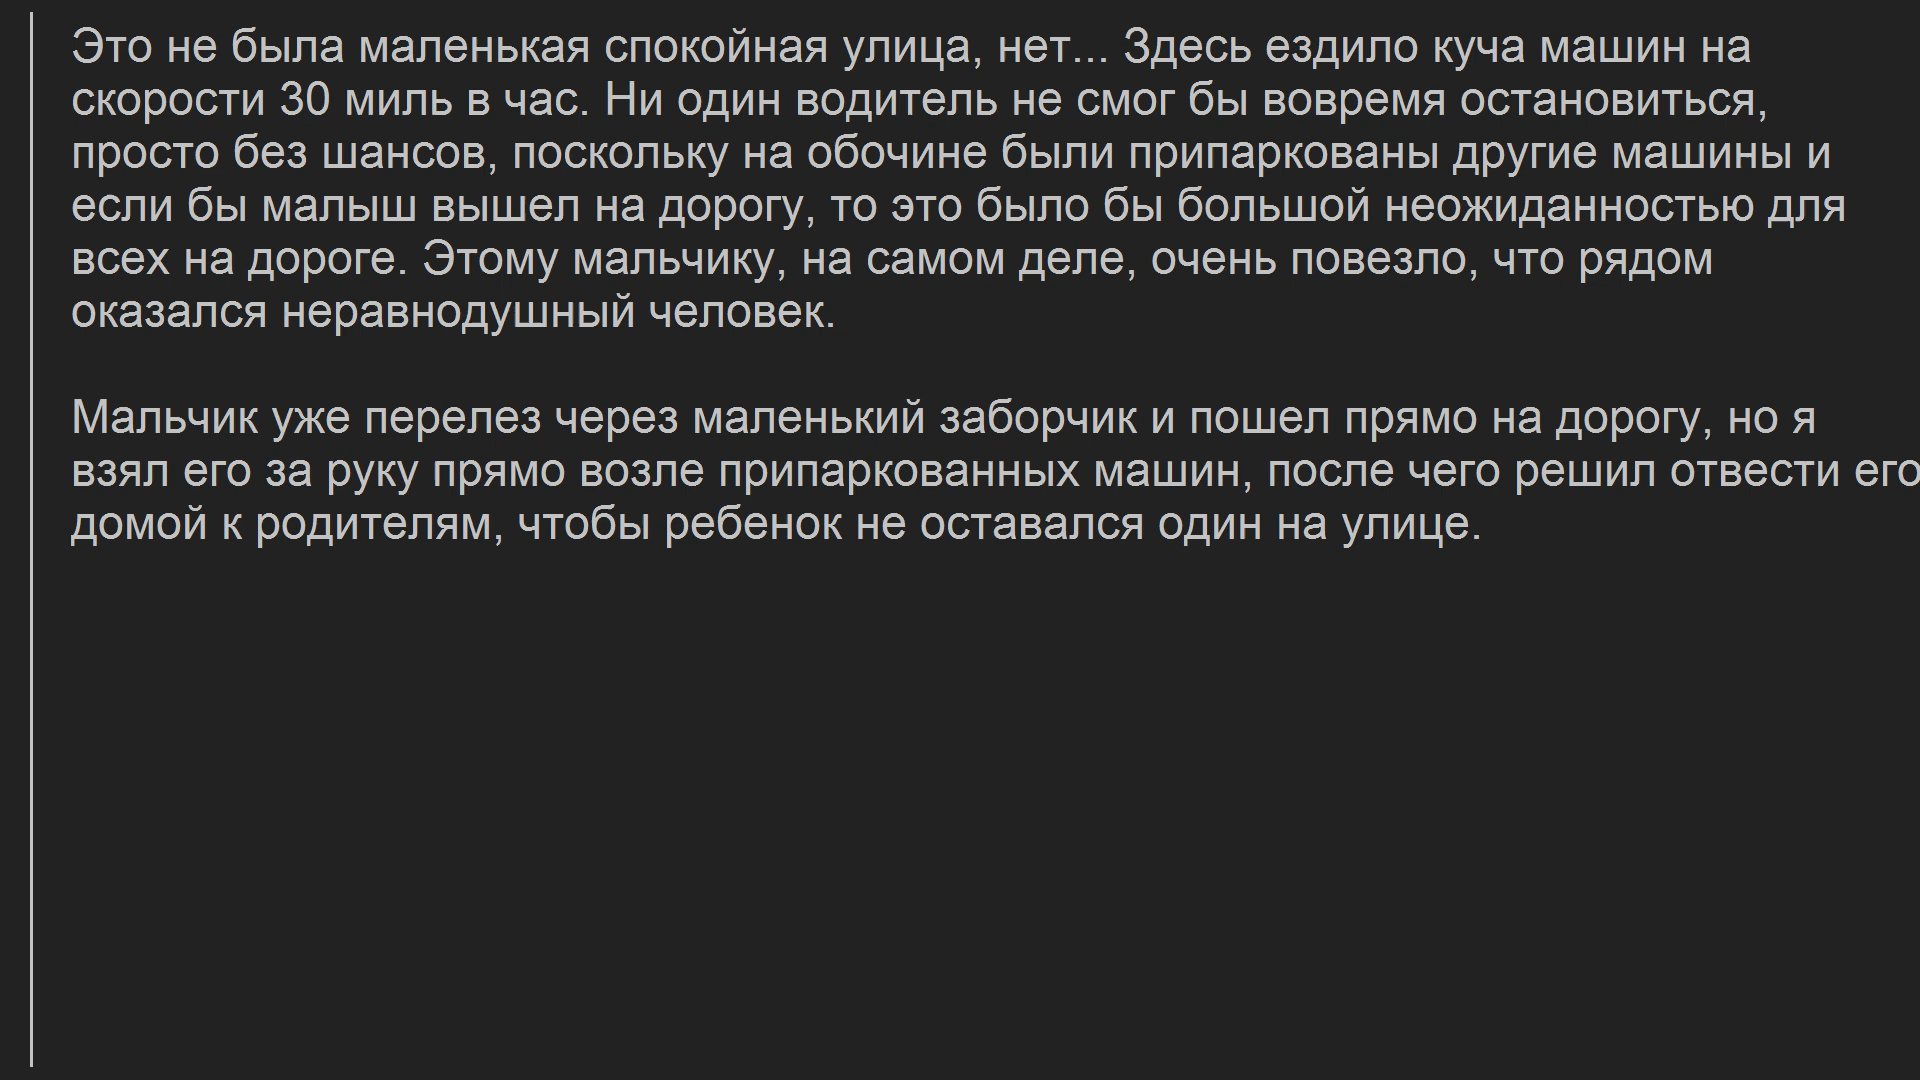 Это не была маленькая спокойная улица, нет... Здесь ездило куча машин на
скорости 30 миль в час. Ни один водитель не смог бы вовремя остановиться,
просто без шансов, поскольку на обочине были припаркованы другие машины и
если бы малыш вышел на дорогу, то это было бы большой неожиданностью для
всех на дороге. Этому мальчику, на самом деле, очень повезло, что рядом
оказался неравнодушный человек.
Мальчик уже перелез через маленький заборчик и пошел прямо на дорогу, но я
взял его за руку прямо возле припаркованных машин, после чего решил отвести его
домой к родителям, чтобы ребенок не оставался один на улице.